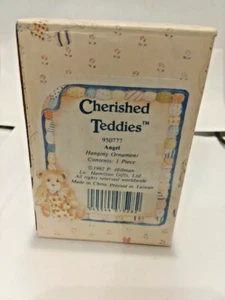 Cherished
Teddies™
950777
Angel
Hanging Ornament
Contents: 1 Piece
©1992 P. Hillman
Lic. Hamilton Gifts, Ltd.
All rights reserved worldwide
Made in China, Printed in Taiwan